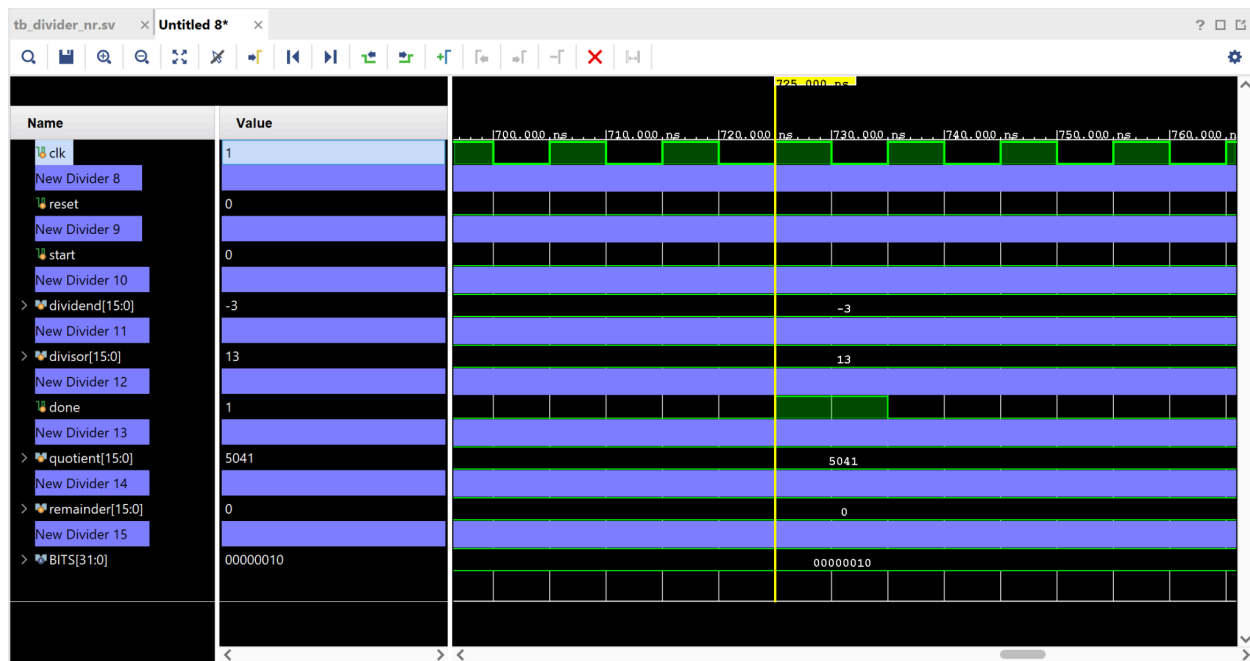 tb_divider_nr.sv × Untitled 8* ×
?
725.000 ns
Name Value
700.000 ns 710.000 ns 720.000 ns 730.000 ns 740.000 ns 750.000 ns 760.000 n
clk 1
New Divider 8
reset 0
New Divider 9
start 0
New Divider 10
dividend[15:0] -3 -3
New Divider 11
divisor[15:0] 13 13
New Divider 12
done 1
New Divider 13
quotient[15:0] 5041 5041
New Divider 14
remainder[15:0] 0 0
New Divider 15
BITS[31:0] 00000010 00000010